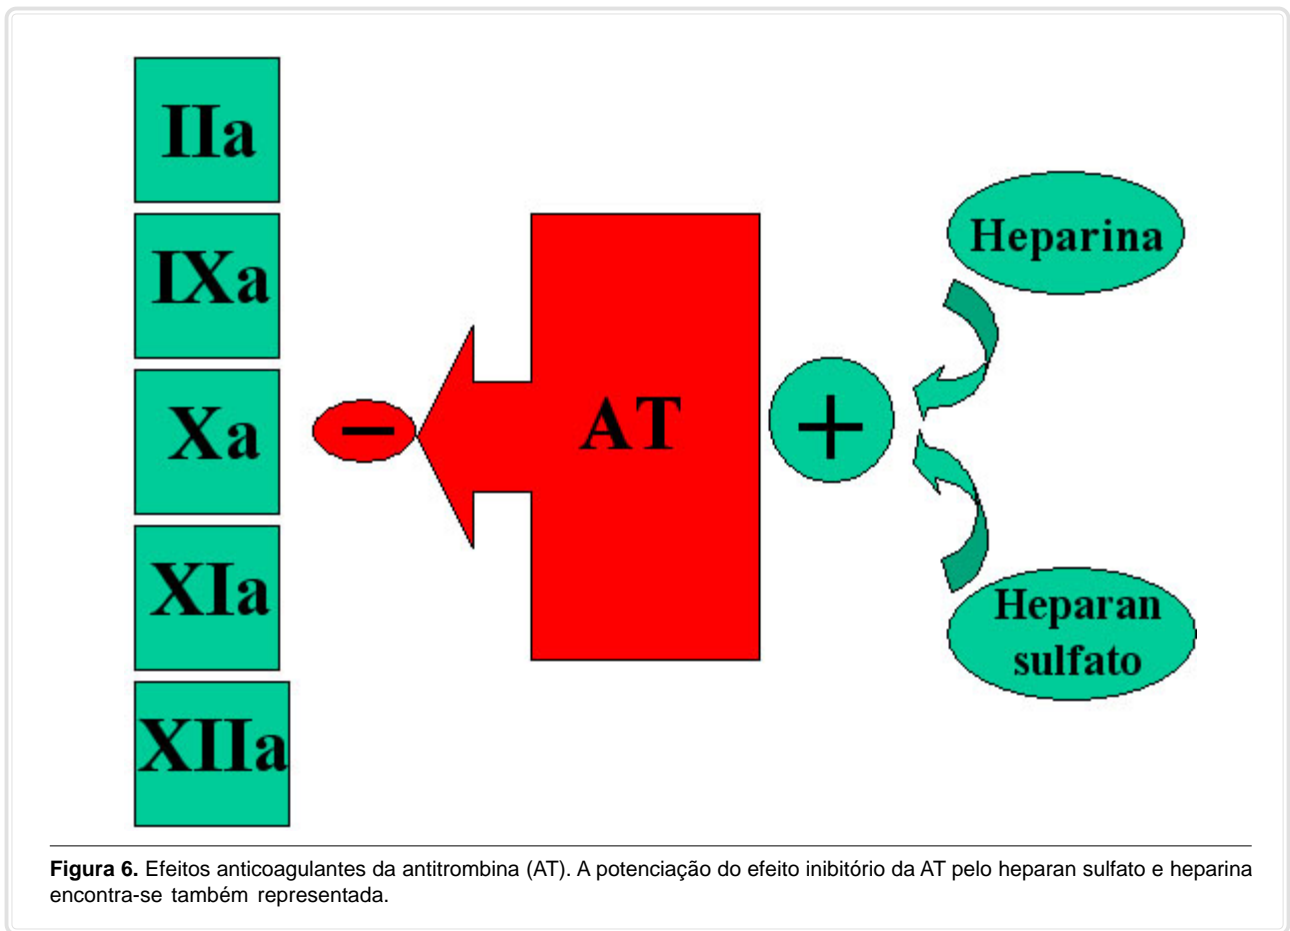 IIa
IXa
Xa
XIa
XIIa
−
AT
+
Heparina
Heparan
sulfato
Figura 6. Efeitos anticoagulantes da antitrombina (AT). A potenciação do efeito inibitório da AT pelo heparan sulfato e heparina
encontra-se também representada.